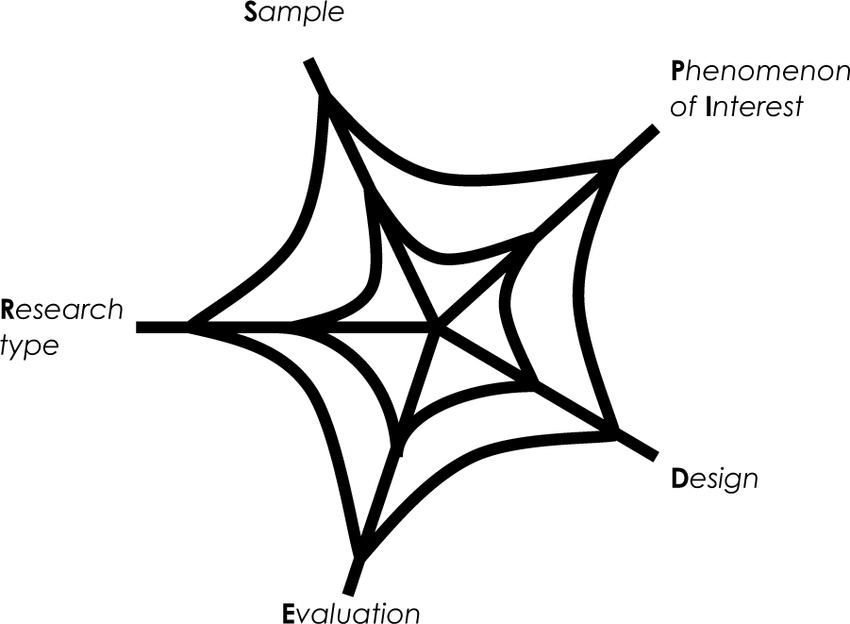 Sample
Phenomenon
of Interest
Research
type
Design
Evaluation